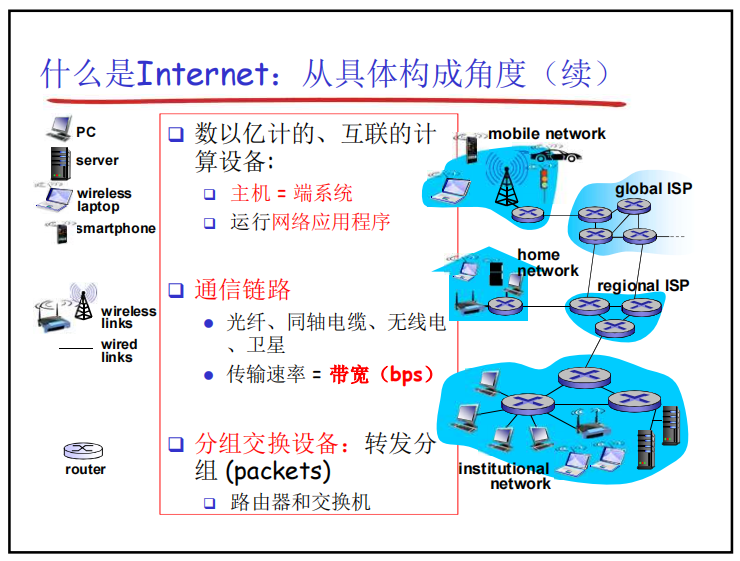 什么是Internet：从具体构成角度（续）
PC
server
wireless
laptop
smartphone
wireless
links
wired
links
router
数以亿计的、互联的计
算设备:
主机 = 端系统
运行网络应用程序
通信链路
光纤、同轴电缆、无线电
、卫星
传输速率 = 带宽（bps）
分组交换设备：转发分
组 (packets)
路由器和交换机
mobile network
global ISP
home
network
regional ISP
institutional
network